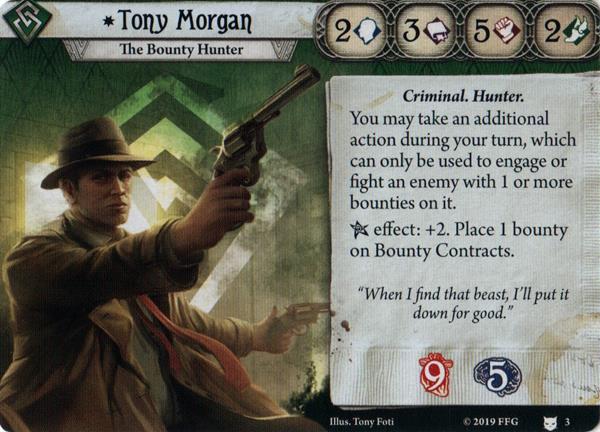 *Tony Morgan
The Bounty Hunter
2 3 5 2
Criminal. Hunter.
You may take an additional
action during your turn, which
can only be used to engage or
fight an enemy with 1 or more
bounties on it.
effect: +2. Place 1 bounty
on Bounty Contracts.
“When I find that beast, I’ll put it
down for good.”
9 5
Illus. Tony Foti
© 2019 FFG
3